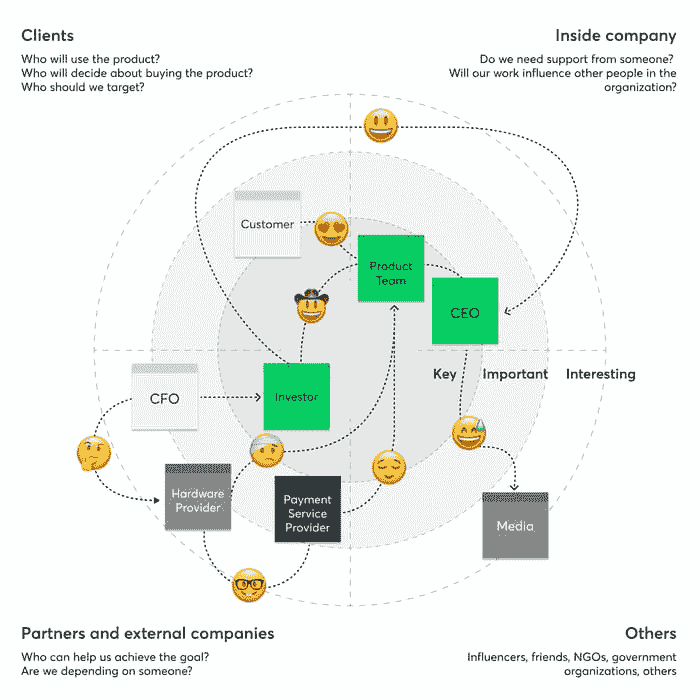 Clients
Who will use the product?
Who will decide about buying the product?
Who should we target?
Inside company
Do we need support from someone?
Will our work influence other people in the
organization?
Customer
Product
Team
CEO
Key
Important
Interesting
CFO
Investor
Hardware
Provider
Payment
Service
Provider
Media
Partners and external companies
Who can help us achieve the goal?
Are we depending on someone?
Others
Influencers, friends, NGOs, government
organizations, others